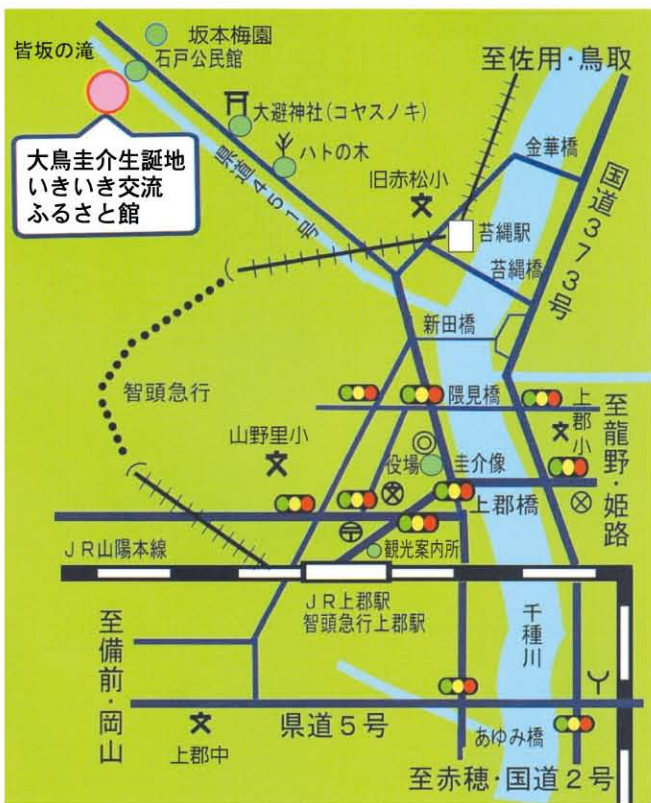 坂本梅園
皆坂の滝
石戸公民館
至佐用・鳥取
大避神社(コヤスノキ)
大鳥圭介生誕地
いきいき交流
ふるさと館
ハトの木
金華橋
県道451号
旧赤松小
国道373号
苔縄駅
苔縄橋
新田橋
智頭急行
隈見橋
上郡小
至龍野・姫路
山野里小
役場
圭介像
上郡橋
観光案内所
JR山陽本線
JR上郡駅
智頭急行上郡駅
千種川
至備前・岡山
県道5号
あゆみ橋
上郡中
至赤穂・国道2号